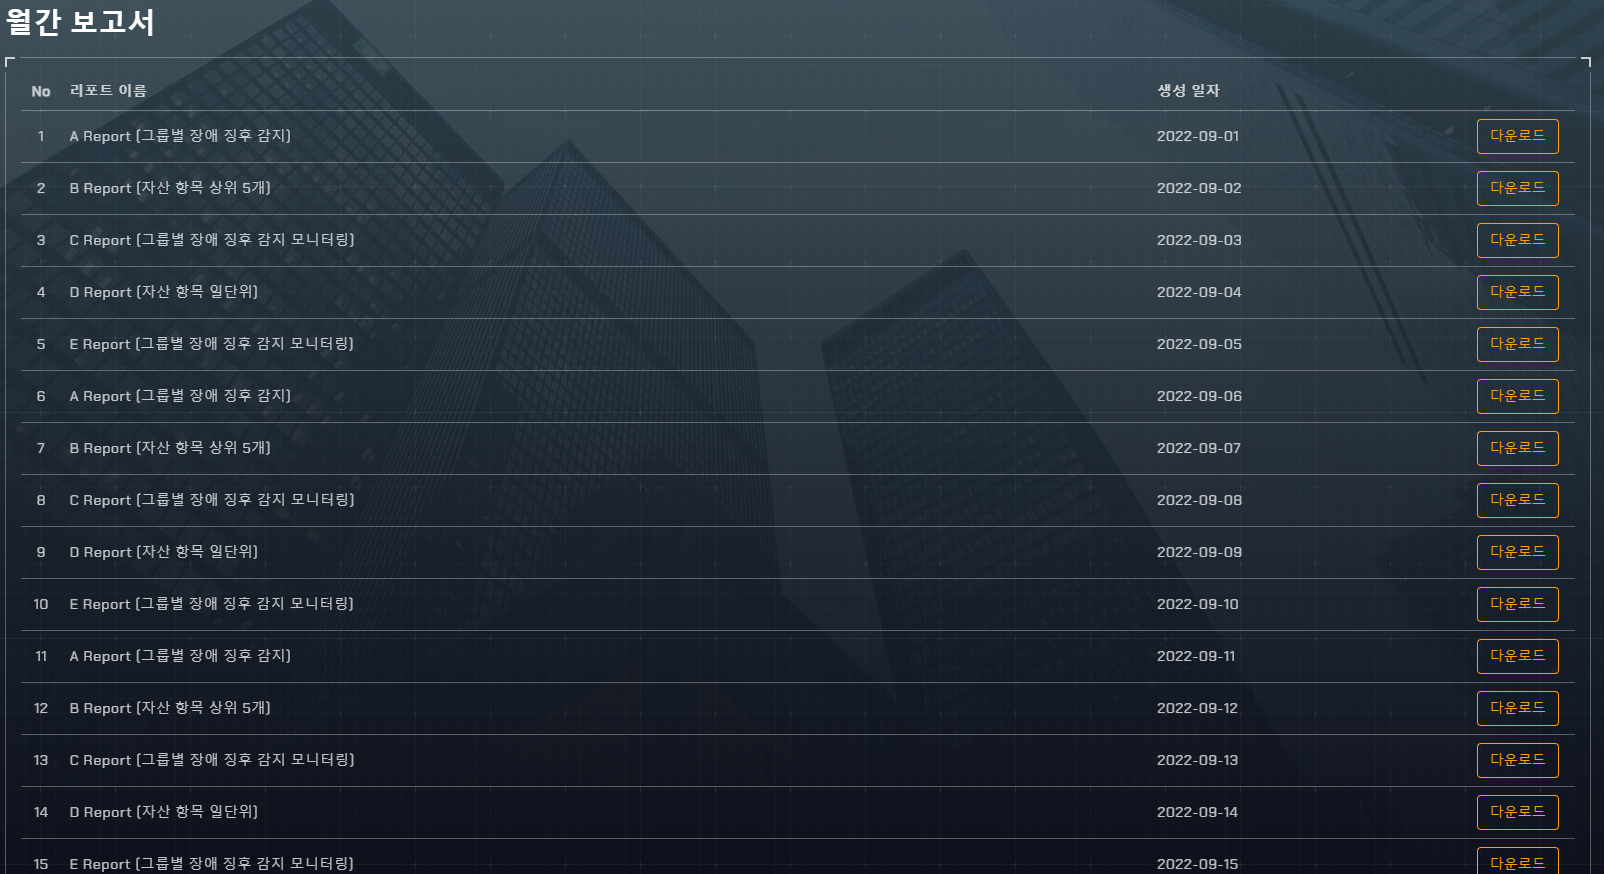 월간 보고서
No 리포트 이름 생성 일자
1 A Report (그룹별 장애 징후 감지) 2022-09-01 다운로드
2 B Report (자산 항목 상위 5개) 2022-09-02 다운로드
3 C Report (그룹별 장애 징후 감지 모니터링) 2022-09-03 다운로드
4 D Report (자산 항목 일단위) 2022-09-04 다운로드
5 E Report (그룹별 장애 징후 감지 모니터링) 2022-09-05 다운로드
6 A Report (그룹별 장애 징후 감지) 2022-09-06 다운로드
7 B Report (자산 항목 상위 5개) 2022-09-07 다운로드
8 C Report (그룹별 장애 징후 감지 모니터링) 2022-09-08 다운로드
9 D Report (자산 항목 일단위) 2022-09-09 다운로드
10 E Report (그룹별 장애 징후 감지 모니터링) 2022-09-10 다운로드
11 A Report (그룹별 장애 징후 감지) 2022-09-11 다운로드
12 B Report (자산 항목 상위 5개) 2022-09-12 다운로드
13 C Report (그룹별 장애 징후 감지 모니터링) 2022-09-13 다운로드
14 D Report (자산 항목 일단위) 2022-09-14 다운로드
15 E Report (그룹별 장애 징후 감지 모니터링) 2022-09-15 다운로드